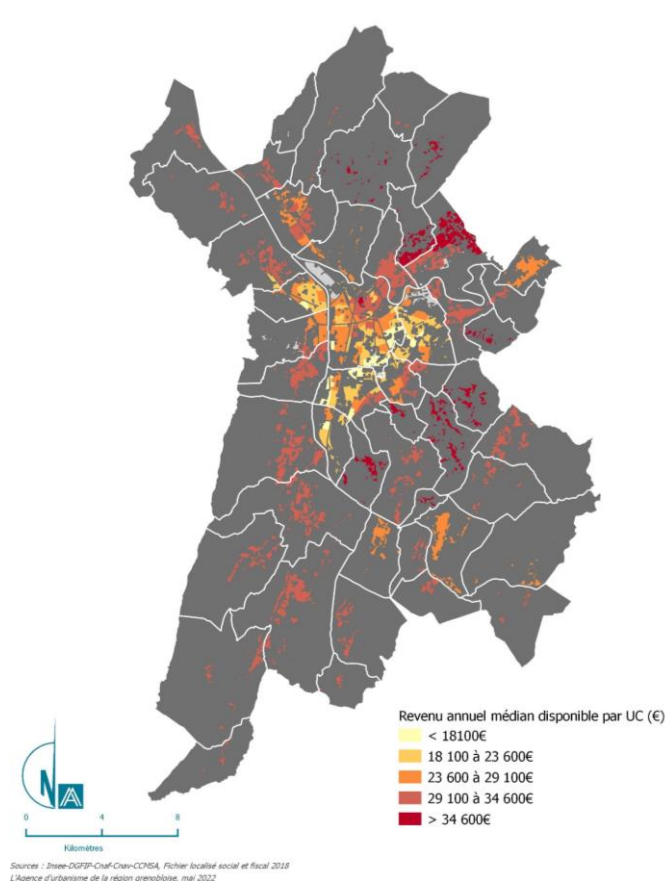 Revenu annuel médian disponible par UC (€)
< 18100€
18 100 à 23 600€
23 600 à 29 100€
29 100 à 34 600€
> 34 600€
N
0 4 8
Kilomètres
Sources : Insee-DGFIP-Cnaf-Cnav-CCMSA, Fichier localisé social et fiscal 2018
L'Agence d'urbanisme de la région grenobloise, mai 2022